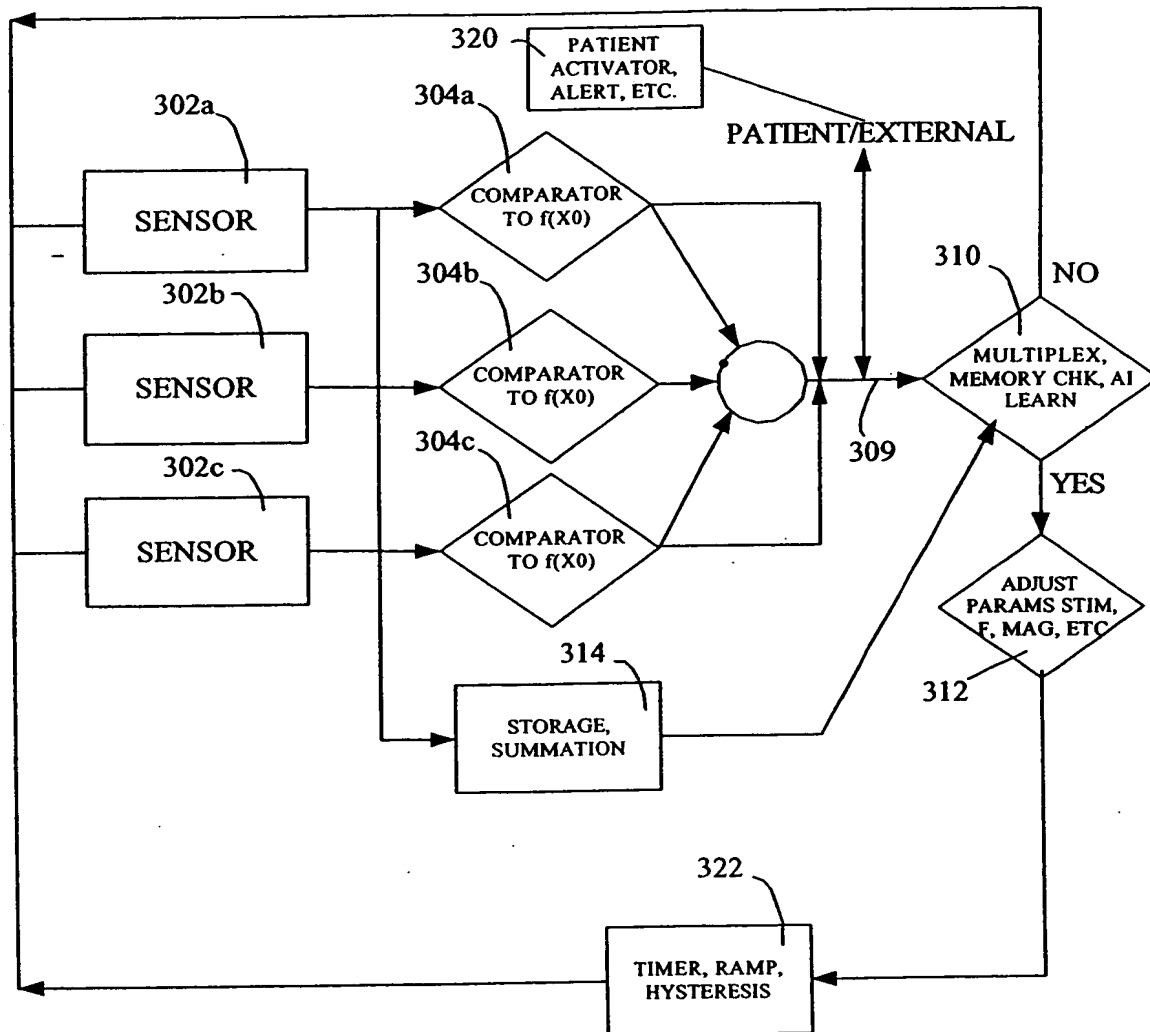 320
PATIENT
ACTIVATOR,
ALERT, ETC.
302a
304a
PATIENT/EXTERNAL
SENSOR
COMPARATOR
TO f(X0)
310
NO
302b
304b
SENSOR
COMPARATOR
TO f(X0)
MULTIPLEX,
MEMORY CHK, AI
LEARN
309
302c
304c
YES
SENSOR
COMPARATOR
TO f(X0)
ADJUST
PARAMS STIM,
F, MAG, ETC
312
314
STORAGE,
SUMMATION
322
TIMER, RAMP,
HYSTERESIS